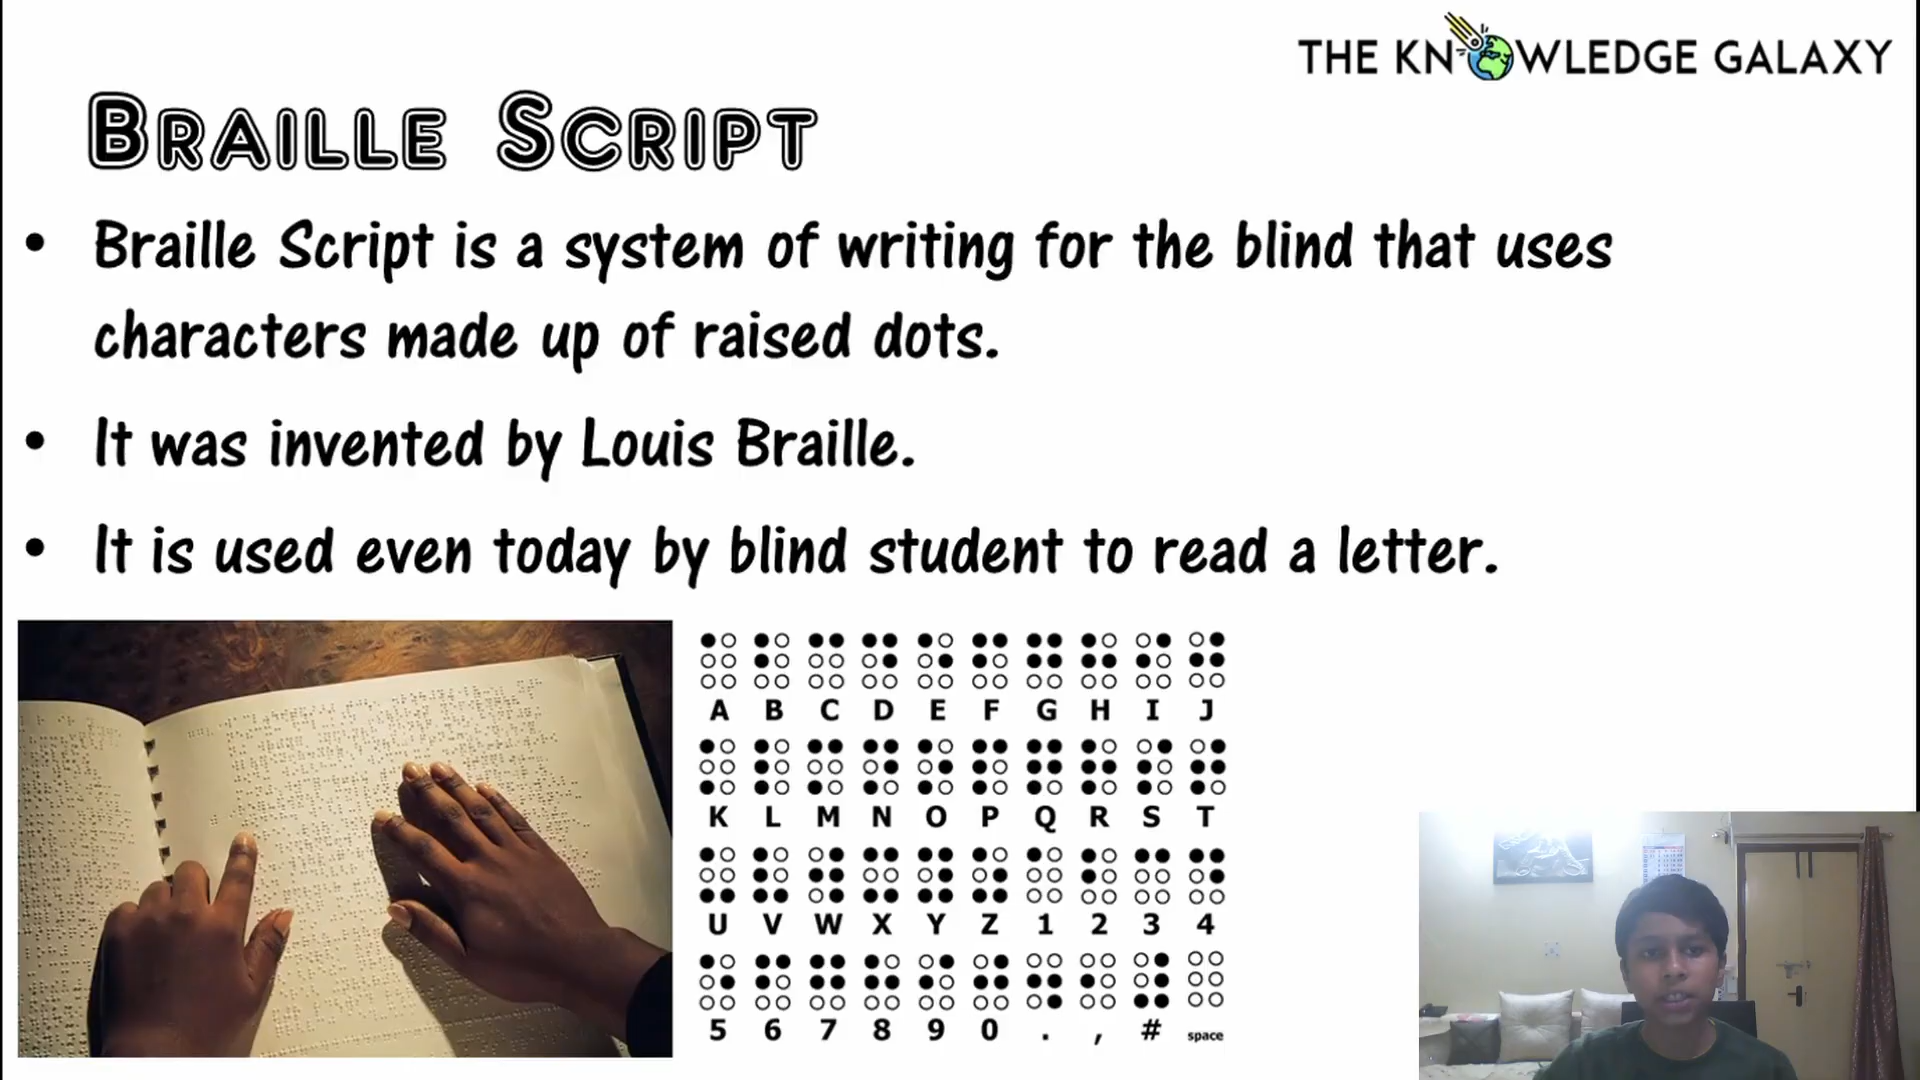 THE KNOWLEDGE GALAXY
BRAILLE SCRIPT
• Braille Script is a system of writing for the blind that uses
characters made up of raised dots.
• It was invented by Louis Braille.
• It is used even today by blind student to read a letter.
A B C D E F G H I J
K L M N O P Q R S T
U V W X Y Z 1 2 3 4
5 6 7 8 9 0 . , # space